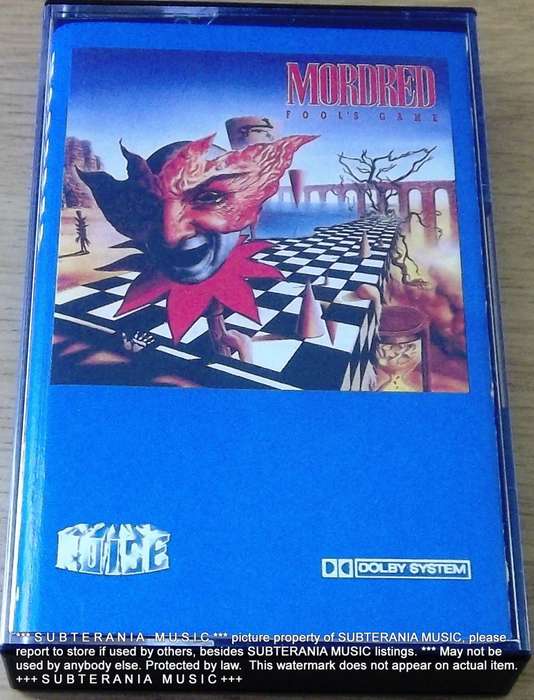 MORDRED
FOOL'S GAME
NOISE
DOLBY SYSTEM
*** S U B T E R A N I A M U S I C *** picture property of SUBTERANIA MUSIC, please
report to store if used by others, besides SUBTERANIA MUSIC listings. *** May not be
used by anybody else. Protected by law. This watermark does not appear on actual item.
+++ S U B T E R A N I A M U S I C +++